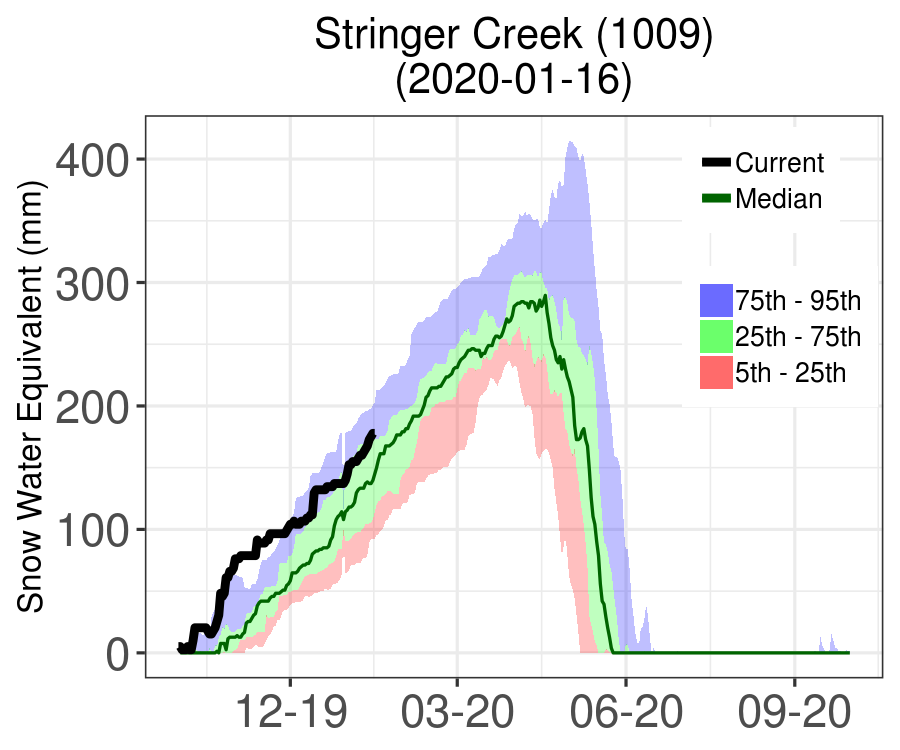 Stringer Creek (1009)
(2020-01-16)
Snow Water Equivalent (mm)
400
300
200
100
0
12-19
03-20
06-20
09-20
Current
Median
75th - 95th
25th - 75th
5th - 25th